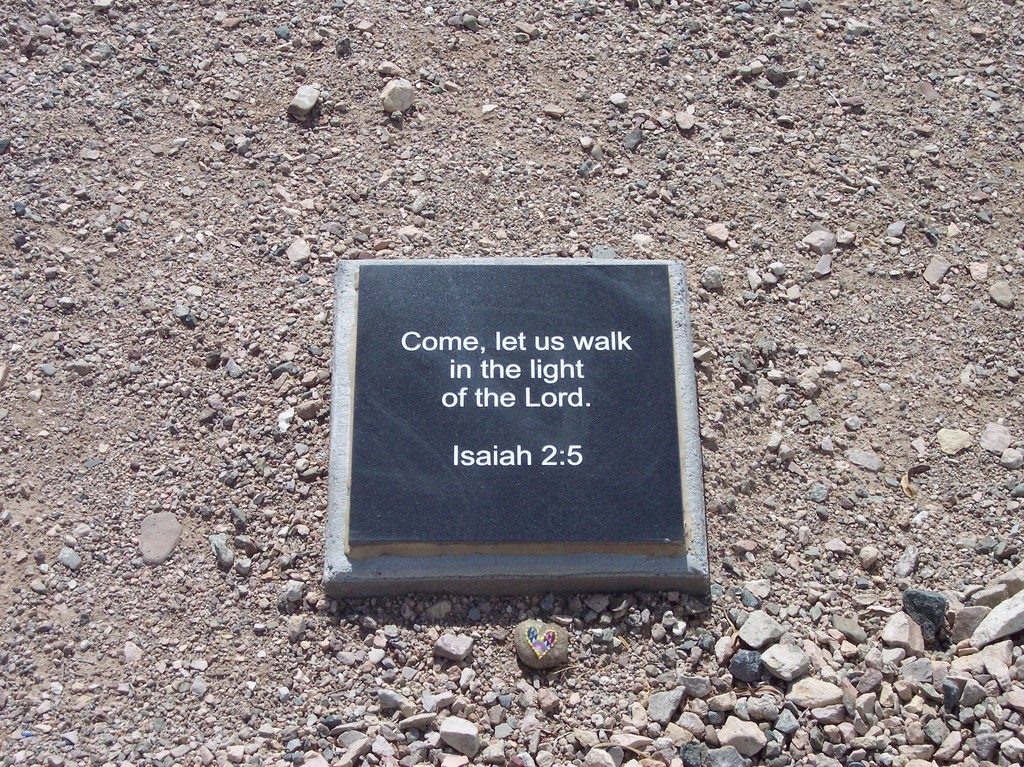 Come, let us walk
in the light
of the Lord.
Isaiah 2:5